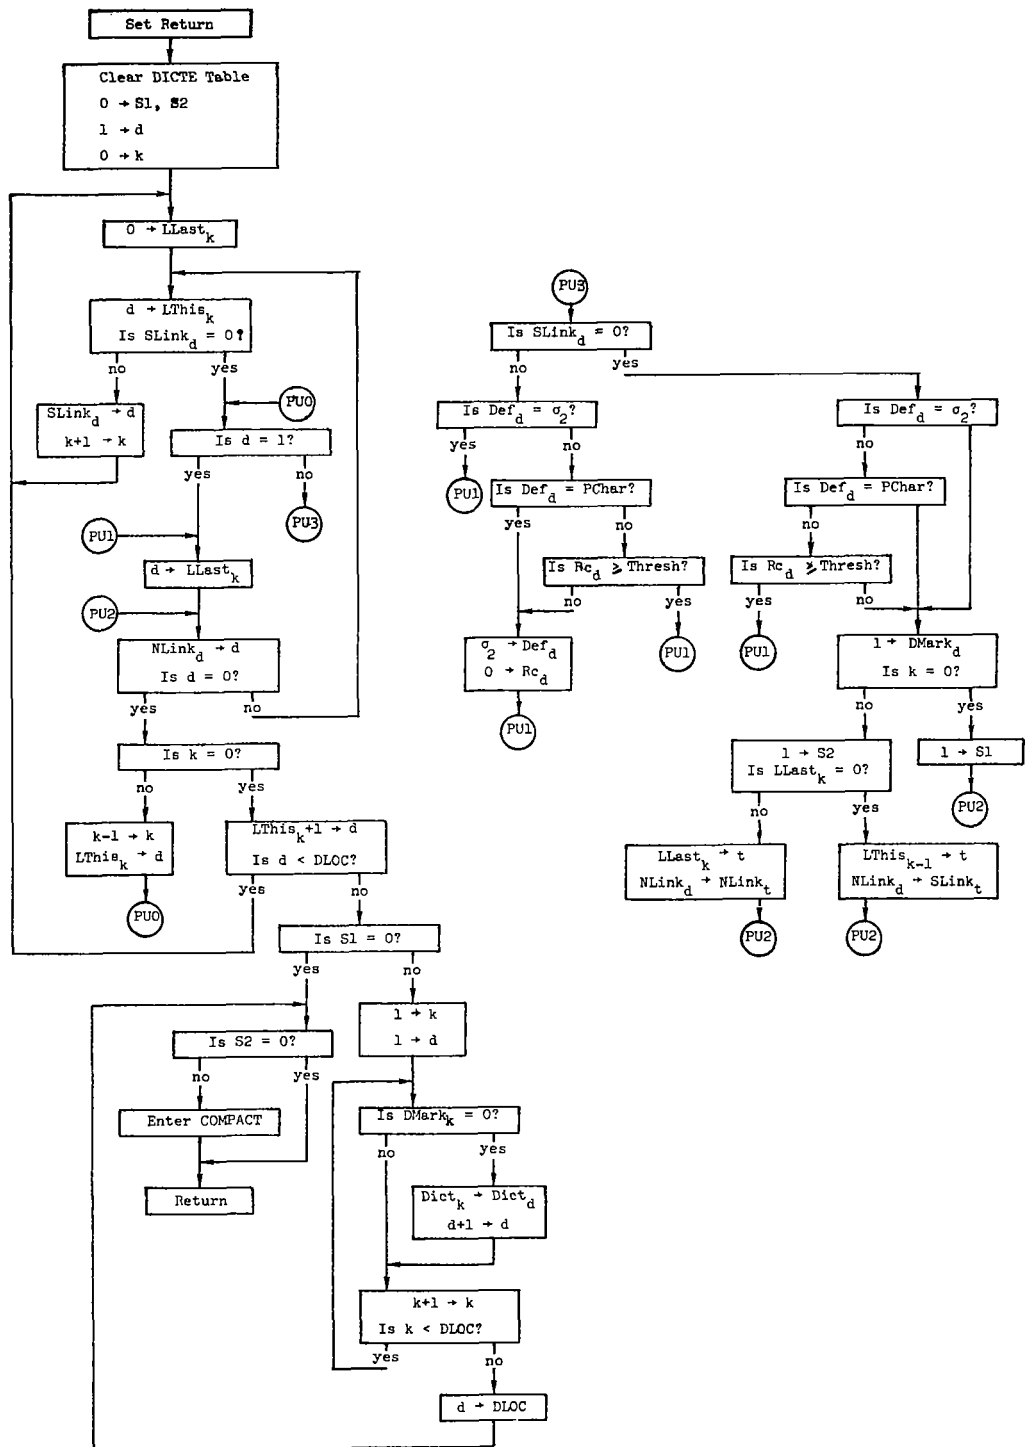 Set Return
Clear DICTE Table
0 → S1, S2
1 → d
0 → k
0 → LLast_k
d → LThis_k
Is SLink_d = 0?
no
yes
SLink_d → d
k+1 → k
PU0
Is d = 1?
yes
no
PU3
PU1
d → LLast_k
PU2
NLink_d → d
Is d = 0?
yes
no
Is k = 0?
no
yes
k-1 → k
LThis_k → d
PU0
LThis_k+1 → d
Is d < DLOC?
yes
no
Is S1 = 0?
yes
no
Is S2 = 0?
no
yes
Enter COMPACT
Return
1 → k
1 → d
Is DMark_k = 0?
no
yes
Dict_k → Dict_d
d+1 → d
k+1 → k
Is k < DLOC?
yes
no
d → DLOC
PU3
Is SLink_d = 0?
no
yes
Is Def_d = σ_2?
yes
no
PU1
Is Def_d = PChar?
yes
no
Is Rc_d ⩾ Thresh?
no
yes
PU1
σ_2 → Def_d
0 → Rc_d
PU1
Is Def_d = σ_2?
no
Is Def_d = PChar?
no
Is Rc_d ⩾ Thresh?
yes
no
PU1
1 → DMark_d
Is k = 0?
no
yes
1 → S1
PU2
1 → S2
Is LLast_k = 0?
no
yes
LLast_k → t
NLink_d → NLink_t
PU2
LThis_k-1 → t
NLink_d → SLink_t
PU2